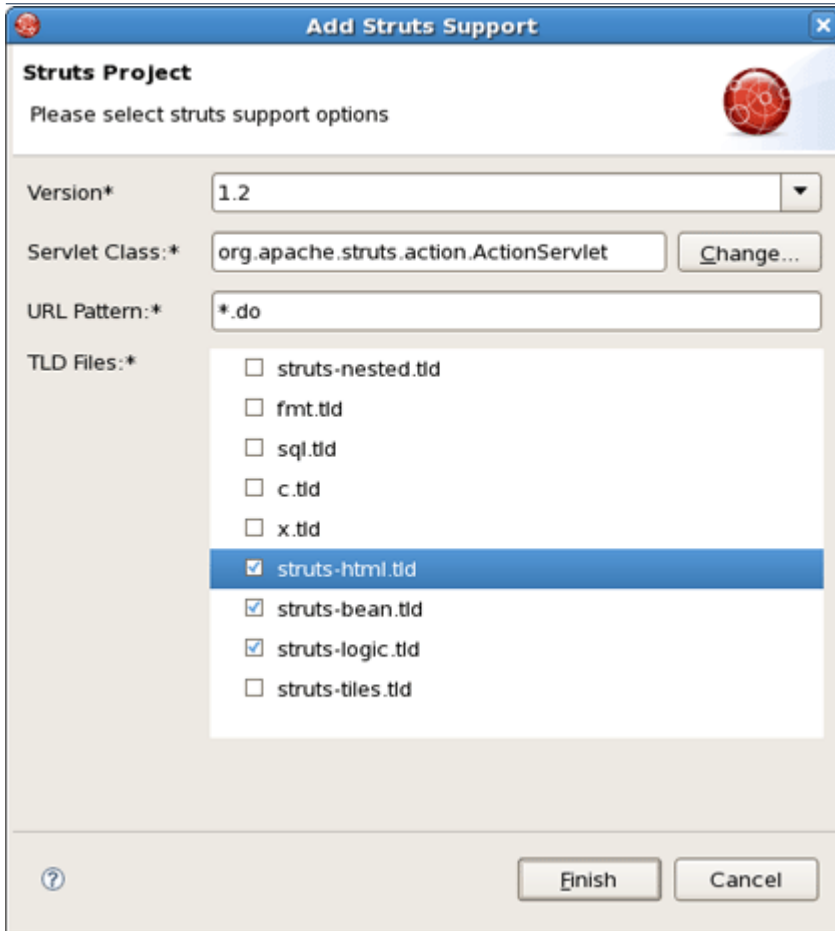 Add Struts Support
Struts Project
Please select struts support options
Version* 1.2
Servlet Class:* org.apache.struts.action.ActionServlet Change...
URL Pattern:* *.do
TLD Files:* struts-nested.tld
fmt.tld
sql.tld
c.tld
x.tld
struts-html.tld
struts-bean.tld
struts-logic.tld
struts-tiles.tld
? Finish Cancel